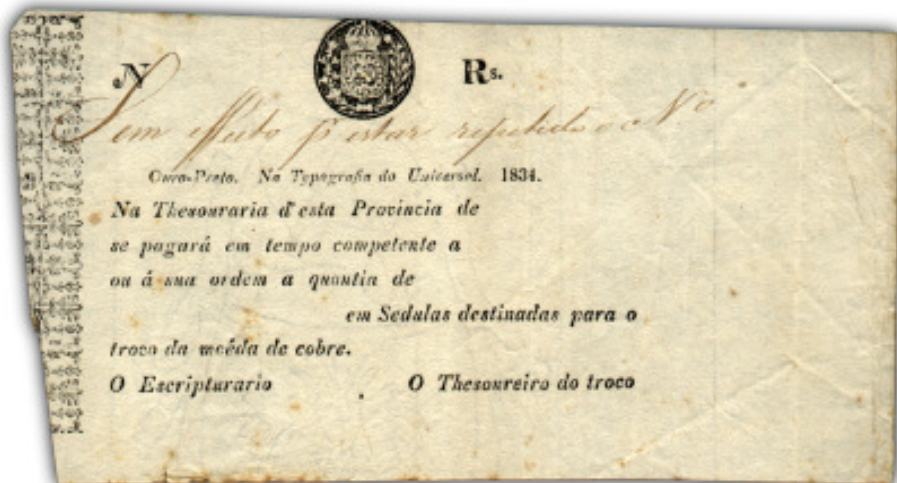 N Rs.
Sem effeito pr estar repetido o No
Ouro-Preto. Na Typografia do Universal. 1834.
Na Thesouraria d'esta Provincia de
se pagará em tempo competente a
ou á sua ordem a quantia de
em Sedulas destinadas para o
troco da moéda de cobre.
O Escripturario O Thesoureiro do troco